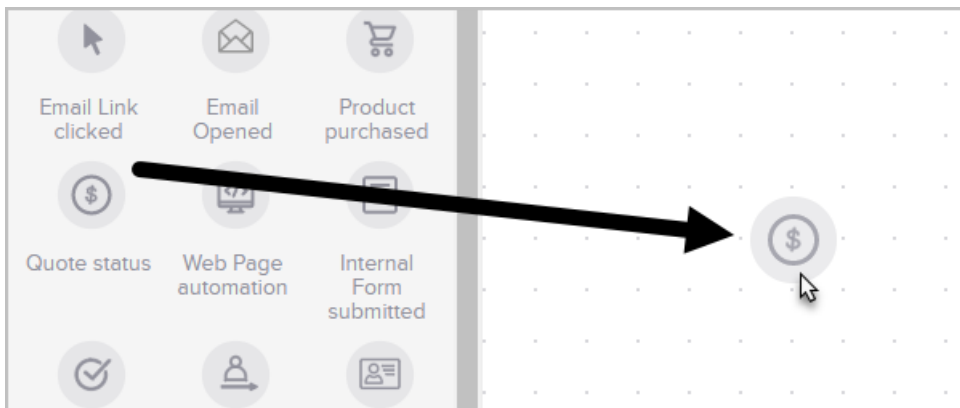 Email Link
clicked
Email
Opened
Product
purchased
$
</>
$
Quote status
Web Page
automation
Internal
Form
submitted